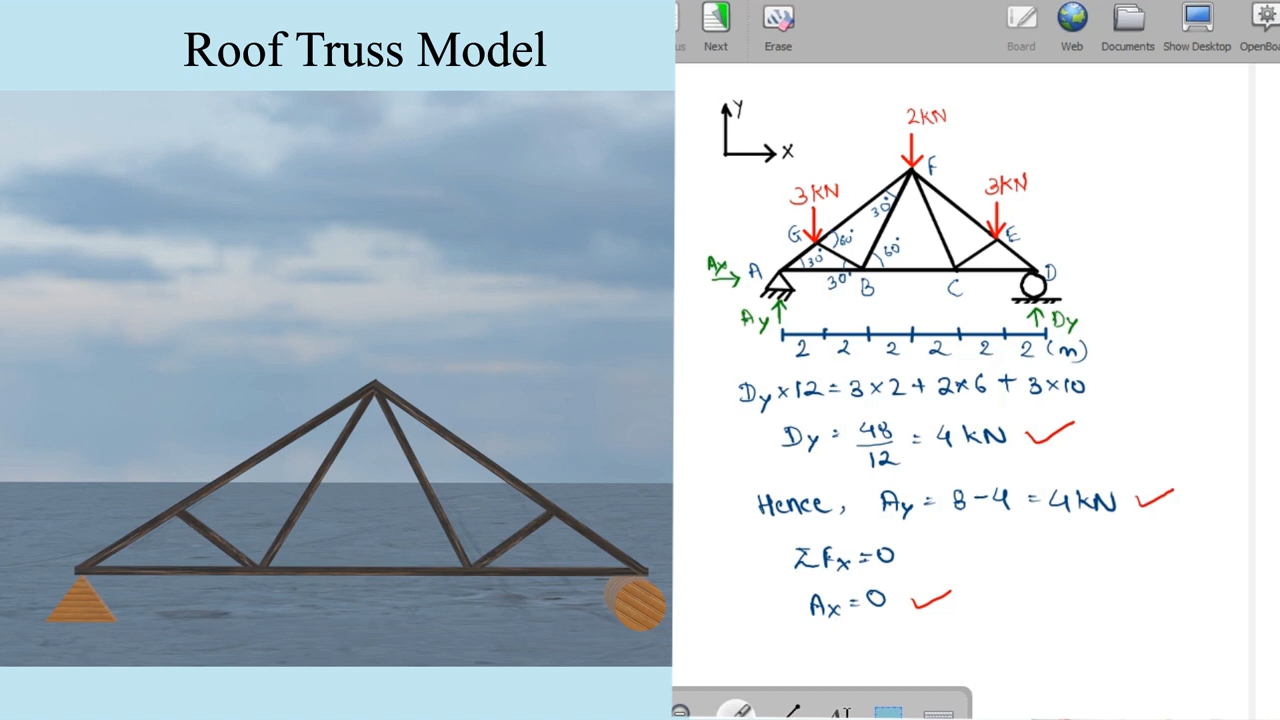 Roof Truss Model
Next
Erase
Board
Web
Documents
Show Desktop
Y
X
2KN
F
3KN
3KN
G
E
30°
60°
60°
30°
30°
Ax
A
B
C
D
Ay
Dy
2 2 2 2 2 2 (m)
Dy×12 = 3×2 + 2×6 + 3×10
Dy = 48/12 = 4 KN ✓
Hence, Ay = 8-4 = 4KN ✓
ΣFx = 0
Ax = 0 ✓